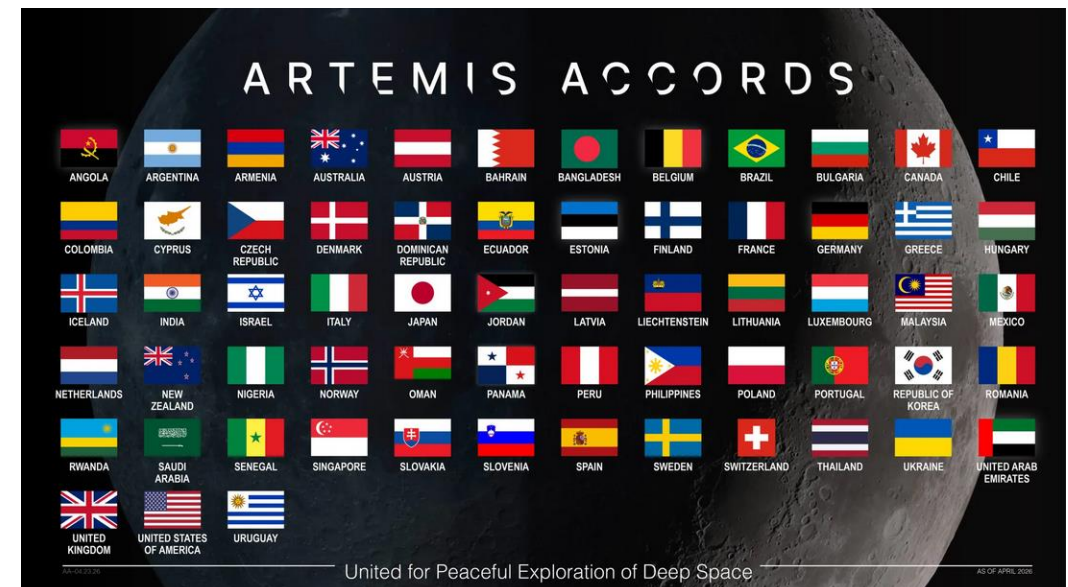 ARTEMIS ACCORDS
ANGOLA ARGENTINA ARMENIA AUSTRALIA AUSTRIA BAHRAIN BANGLADESH BELGIUM BRAZIL BULGARIA CANADA CHILE
COLOMBIA CYPRUS CZECH REPUBLIC DENMARK DOMINICAN REPUBLIC ECUADOR ESTONIA FINLAND FRANCE GERMANY GREECE HUNGARY
ICELAND INDIA ISRAEL ITALY JAPAN JORDAN LATVIA LIECHTENSTEIN LITHUANIA LUXEMBOURG MALAYSIA MEXICO
NETHERLANDS NEW ZEALAND NIGERIA NORWAY OMAN PANAMA PERU PHILIPPINES POLAND PORTUGAL REPUBLIC OF KOREA ROMANIA
RWANDA SAUDI ARABIA SENEGAL SINGAPORE SLOVAKIA SLOVENIA SPAIN SWEDEN SWITZERLAND THAILAND UKRAINE UNITED ARAB EMIRATES
UNITED KINGDOM UNITED STATES OF AMERICA URUGUAY
AA-04.23.26 United for Peaceful Exploration of Deep Space AS OF APRIL 2026